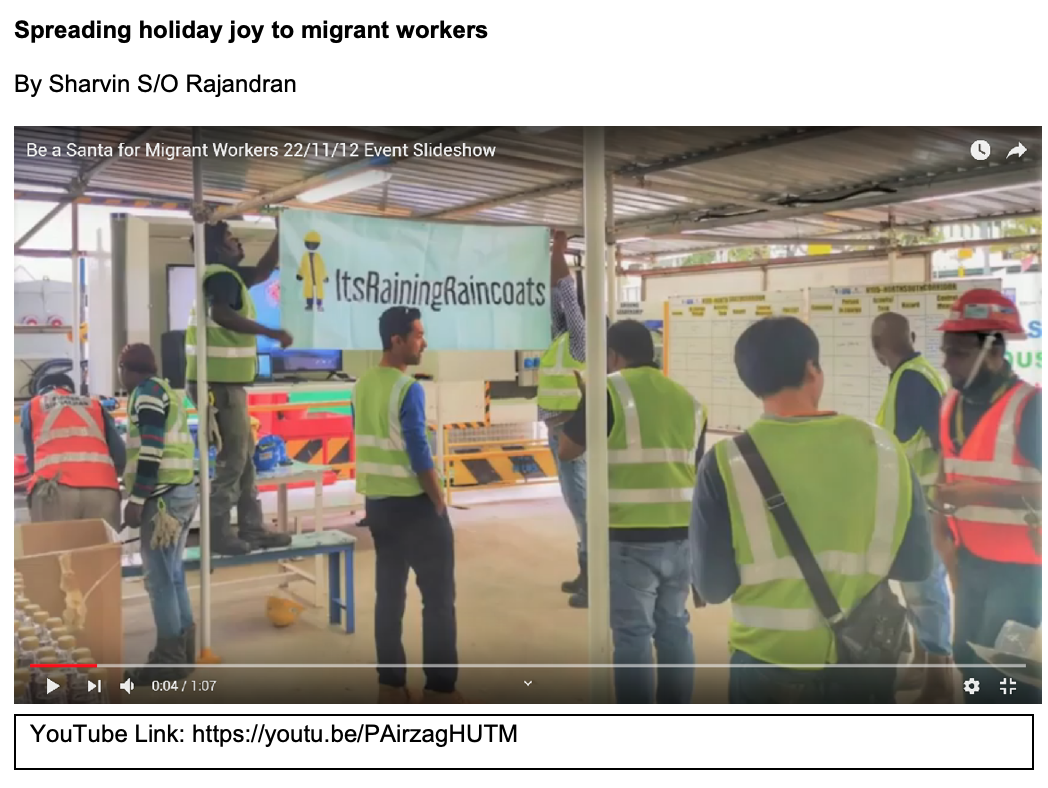 Spreading holiday joy to migrant workers
By Sharvin S/O Rajandran
Be a Santa for Migrant Workers 22/11/12 Event Slideshow
ItsRainingRaincoats
0:04 / 1:07
YouTube Link: https://youtu.be/PAirzagHUTM